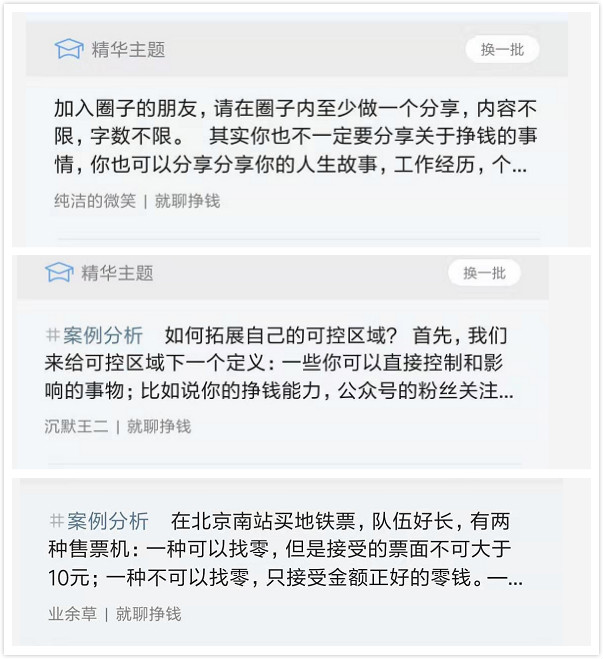 精华主题
换一批
加入圈子的朋友，请在圈子内至少做一个分享，内容不
限，字数不限。 其实你也不一定要分享关于挣钱的事
情，你也可以分享分享你的人生故事，工作经历，个...
纯洁的微笑 | 就聊挣钱
精华主题
换一批
#案例分析 如何拓展自己的可控区域？ 首先，我们
来给可控区域下一个定义：一些你可以直接控制和影
响的事物；比如说你的挣钱能力，公众号的粉丝关注...
沉默王二 | 就聊挣钱
#案例分析 在北京南站买地铁票，队伍好长，有两
种售票机：一种可以找零，但是接受的票面不可大于
10元；一种不可以找零，只接受金额正好的零钱。—...
业余草 | 就聊挣钱